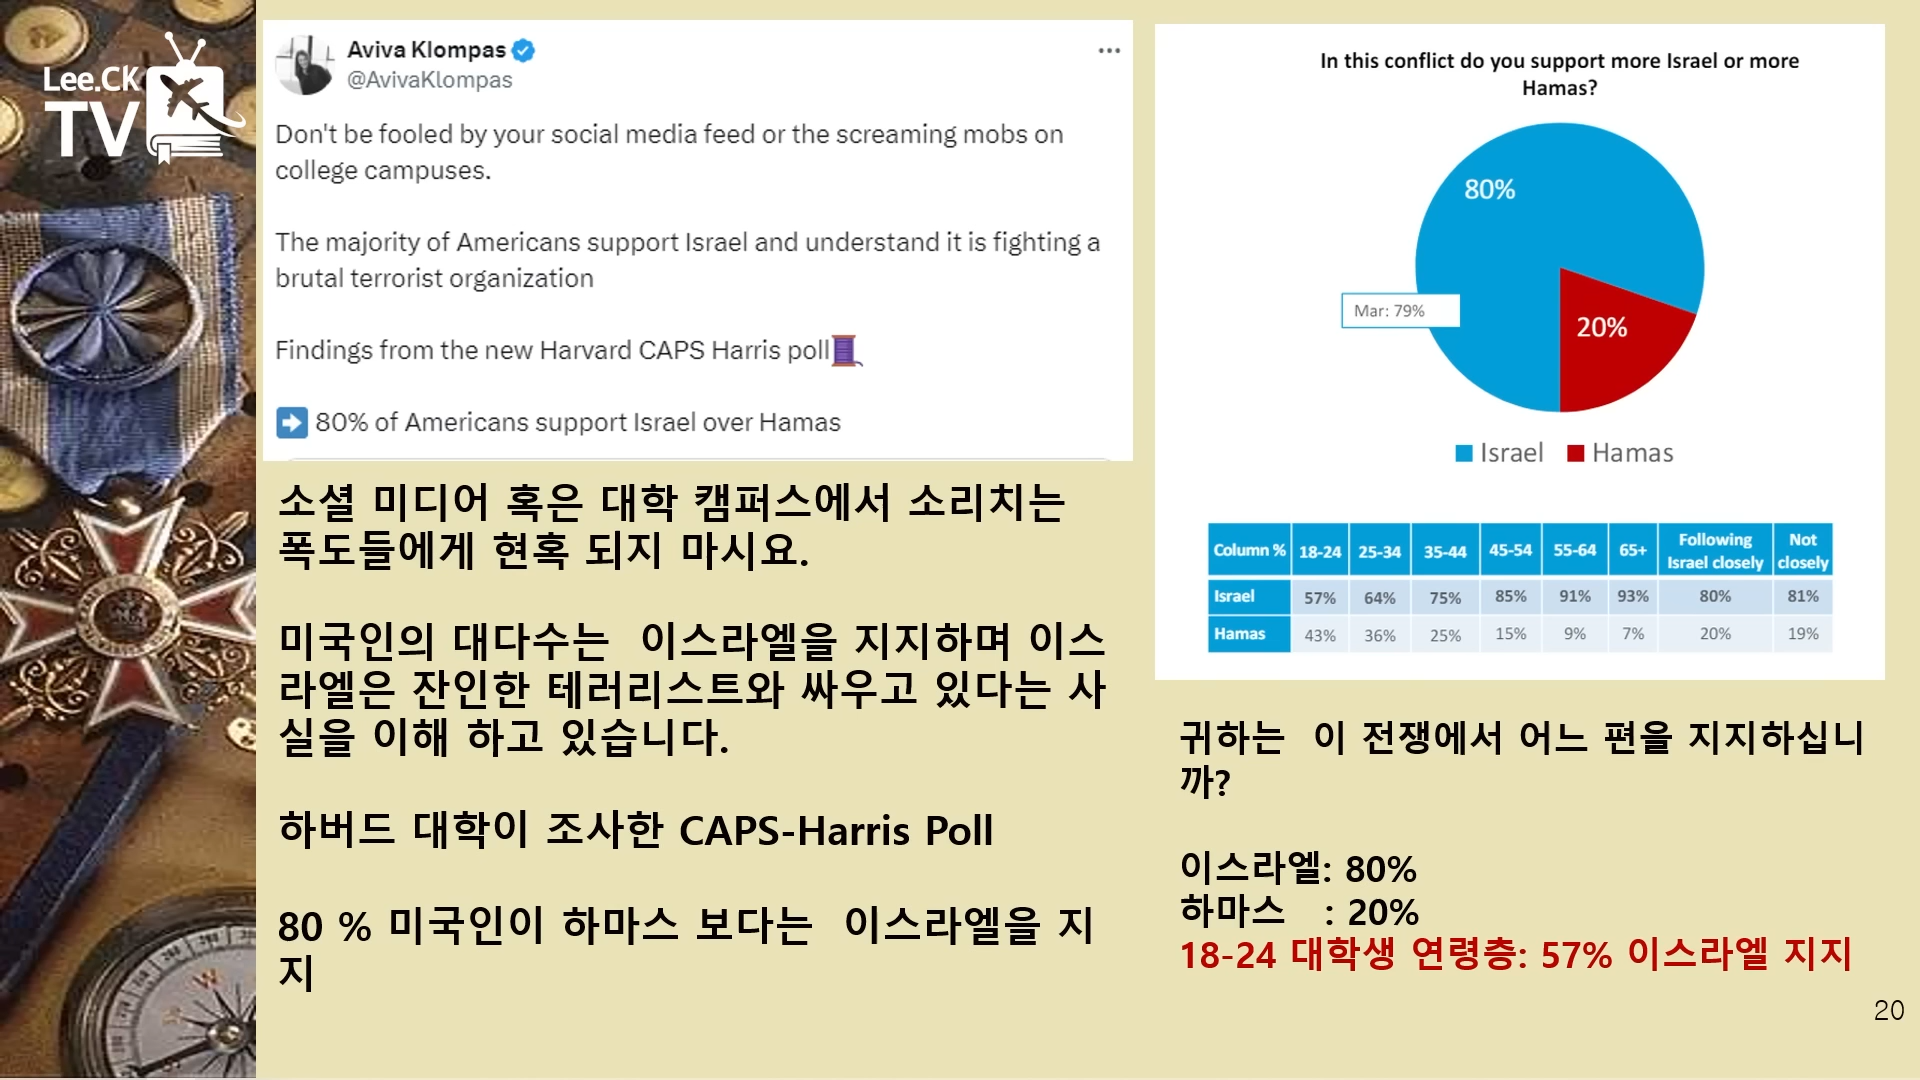 Lee.CK
TV
Aviva Klompas
@AvivaKlompas
Don't be fooled by your social media feed or the screaming mobs on
college campuses.
The majority of Americans support Israel and understand it is fighting a
brutal terrorist organization
Findings from the new Harvard CAPS Harris poll
80% of Americans support Israel over Hamas
소셜 미디어 혹은 대학 캠퍼스에서 소리치는
폭도들에게 현혹 되지 마시요.
미국인의 대다수는 이스라엘을 지지하며 이스
라엘은 잔인한 테러리스트와 싸우고 있다는 사
실을 이해 하고 있습니다.
하버드 대학이 조사한 CAPS-Harris Poll
80 % 미국인이 하마스 보다는 이스라엘을 지
지
In this conflict do you support more Israel or more
Hamas?
80%
Mar: 79%
20%
Israel Hamas
Column % 18-24 25-34 35-44 45-54 55-64 65+ Following Israel closely Not closely
Israel 57% 64% 75% 85% 91% 93% 80% 81%
Hamas 43% 36% 25% 15% 9% 7% 20% 19%
귀하는 이 전쟁에서 어느 편을 지지하십니
까?
이스라엘: 80%
하마스 : 20%
18-24 대학생 연령층: 57% 이스라엘 지지
20